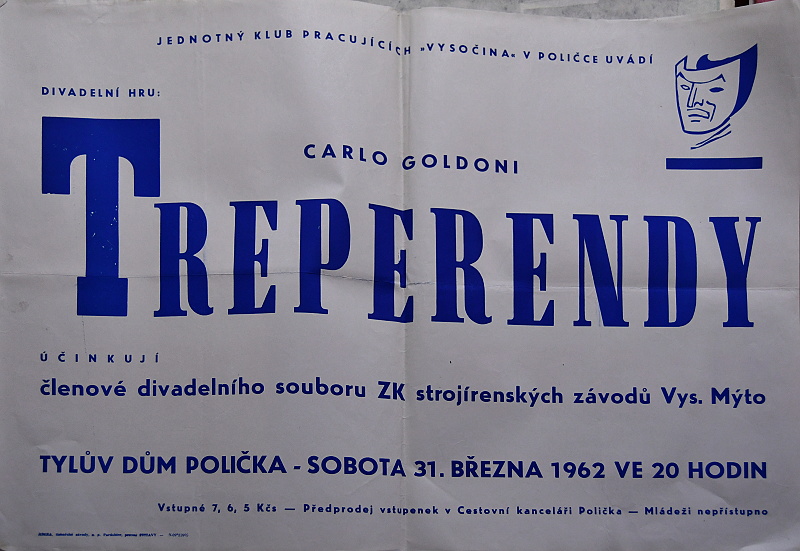 JEDNOTNÝ KLUB PRACUJÍCÍCH „VYSOČINA“ V POLIČCE UVÁDÍ
DIVADELNÍ HRU:
CARLO GOLDONI
TREPERENDY
ÚČINKUJÍ
členové divadelního souboru ZK strojírenských závodů Vys. Mýto
TYLŮV DŮM POLIČKA - SOBOTA 31. BŘEZNA 1962 VE 20 HODIN
Vstupné 7, 6, 5 Kčs — Předprodej vstupenek v Cestovní kanceláři Polička — Mládeži nepřístupno